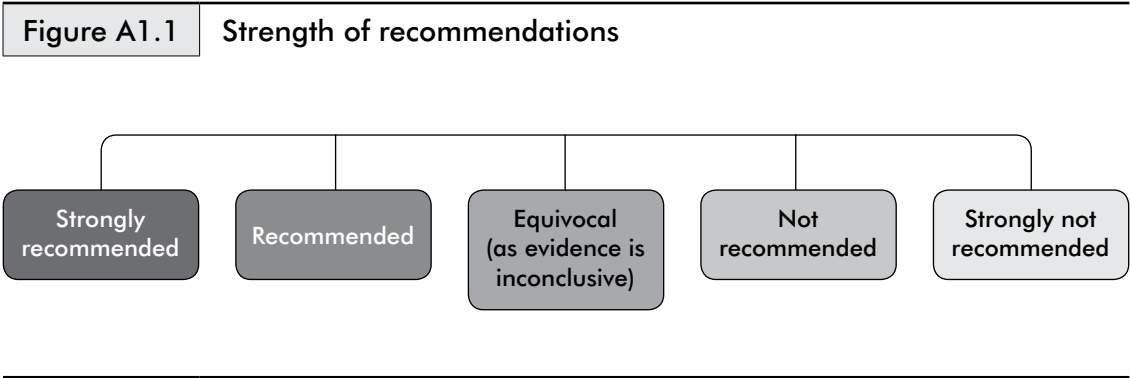 Figure A1.1
Strength of recommendations
Strongly
recommended
Recommended
Equivocal
(as evidence is
inconclusive)
Not
recommended
Strongly not
recommended